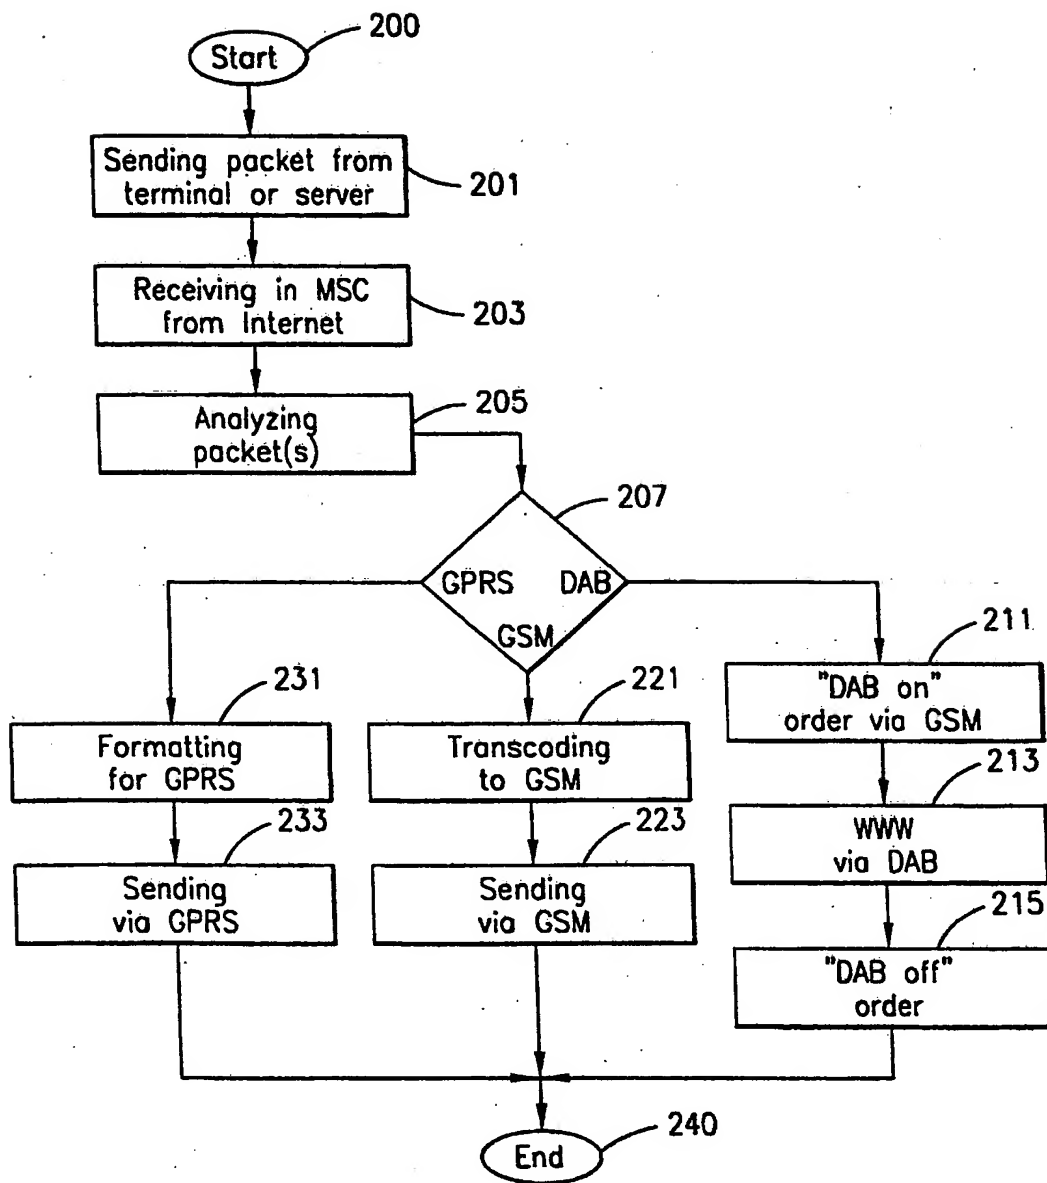 200
Start
Sending packet from
terminal or server
201
Receiving in MSC
from Internet
203
205
Analyzing
packet(s)
207
GPRS DAB
GSM
211
"DAB on"
order via GSM
231
Formatting
for GPRS
221
Transcoding
to GSM
213
WWW
via DAB
233
Sending
via GPRS
223
Sending
via GSM
215
"DAB off"
order
240
End